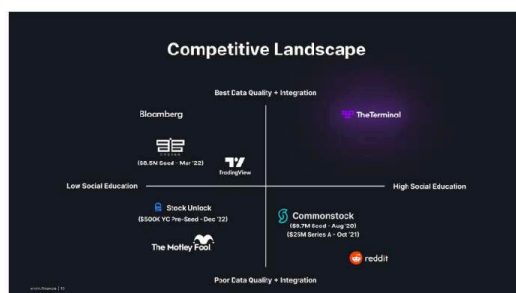 Competitive Landscape
Best Data Quality + Integration
Bloomberg
TheTerminal
($8.5M Seed - Mar '22)
TradingView
Low Social Education
High Social Education
Stock Unlock
($500K YC Pre-Seed - Dec '22)
Commonstock
($9.7M Seed - Aug '20)
($25M Series A - Oct '21)
The Motley Fool
reddit
Poor Data Quality + Integration